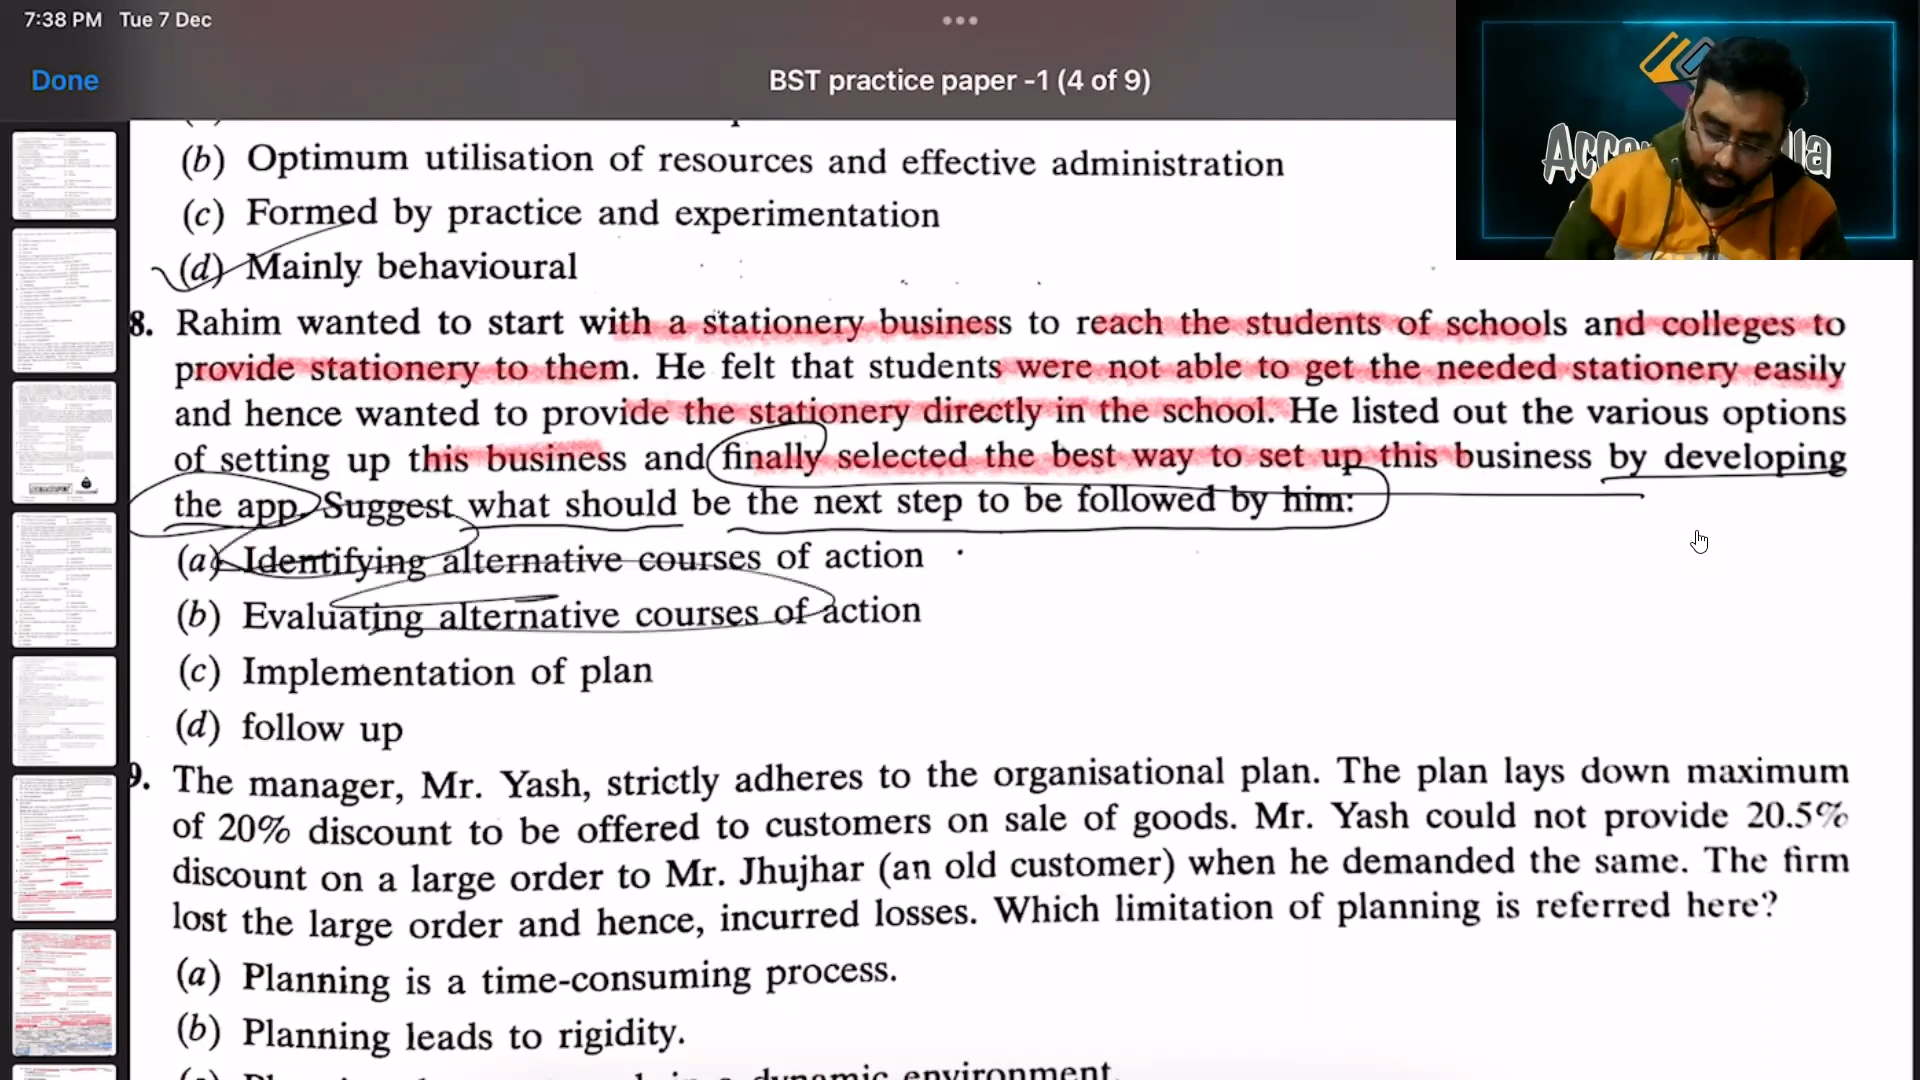 7:38 PM Tue 7 Dec
Done
BST practice paper -1 (4 of 9)
(b) Optimum utilisation of resources and effective administration
(c) Formed by practice and experimentation
(d) Mainly behavioural
8. Rahim wanted to start with a stationery business to reach the students of schools and colleges to
provide stationery to them. He felt that students were not able to get the needed stationery easily
and hence wanted to provide the stationery directly in the school. He listed out the various options
of setting up this business and finally selected the best way to set up this business by developing
the app. Suggest what should be the next step to be followed by him:
(a) Identifying alternative courses of action
(b) Evaluating alternative courses of action
(c) Implementation of plan
(d) follow up
9. The manager, Mr. Yash, strictly adheres to the organisational plan. The plan lays down maximum
of 20% discount to be offered to customers on sale of goods. Mr. Yash could not provide 20.5%
discount on a large order to Mr. Jhujhar (an old customer) when he demanded the same. The firm
lost the large order and hence, incurred losses. Which limitation of planning is referred here?
(a) Planning is a time-consuming process.
(b) Planning leads to rigidity.
dynamic environment.